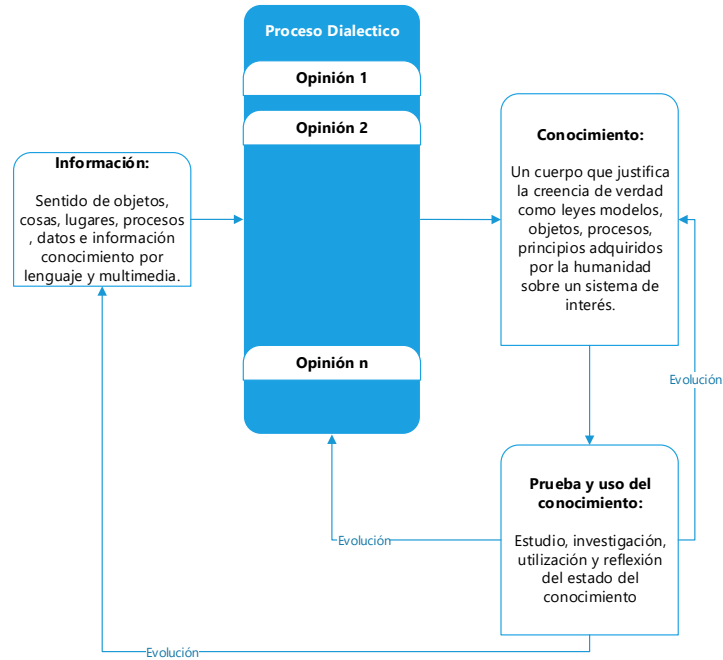 Proceso Dialectico
Opinión 1
Opinión 2
Opinión n
Información:
Sentido de objetos,
cosas, lugares, procesos
, datos e información
conocimiento por
lenguaje y multimedia.
Conocimiento:
Un cuerpo que justifica
la creencia de verdad
como leyes modelos,
objetos, procesos,
principios adquiridos
por la humanidad
sobre un sistema de
interés.
Evolución
Prueba y uso del
conocimiento:
Estudio, investigación,
utilización y reflexión
del estado del
conocimiento
Evolución
Evolución